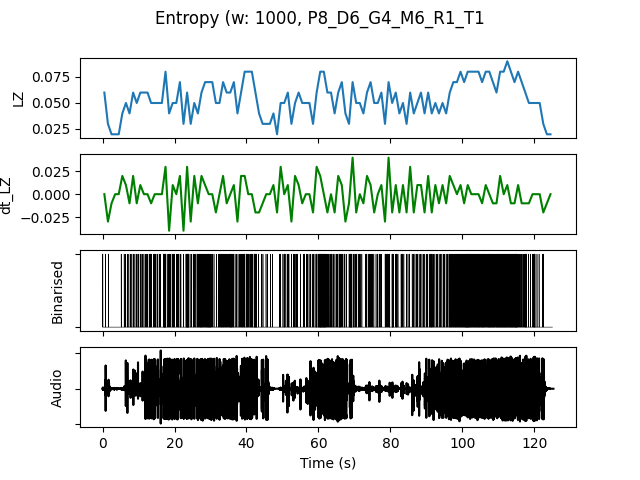 Entropy (w: 1000, P8_D6_G4_M6_R1_T1
LZ
0.075
0.050
0.025
dt_LZ
0.025
0.000
−0.025
Binarised
Audio
0 20 40 60 80 100 120
Time (s)